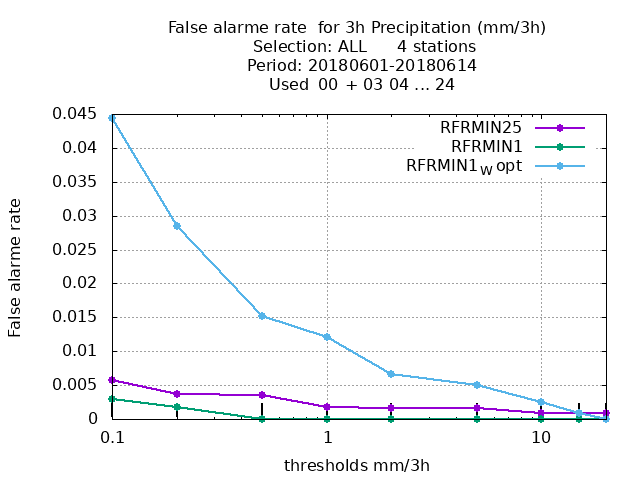 False alarme rate  for 3h Precipitation (mm/3h)
Selection: ALL      4 stations
Period: 20180601-20180614
Used  00 + 03 04 ... 24
RFRMIN25
RFRMIN1
RFRMIN1W opt
0.045
0.04
0.035
0.03
0.025
0.02
0.015
0.01
0.005
0
False alarme rate
0.1
1
10
thresholds mm/3h